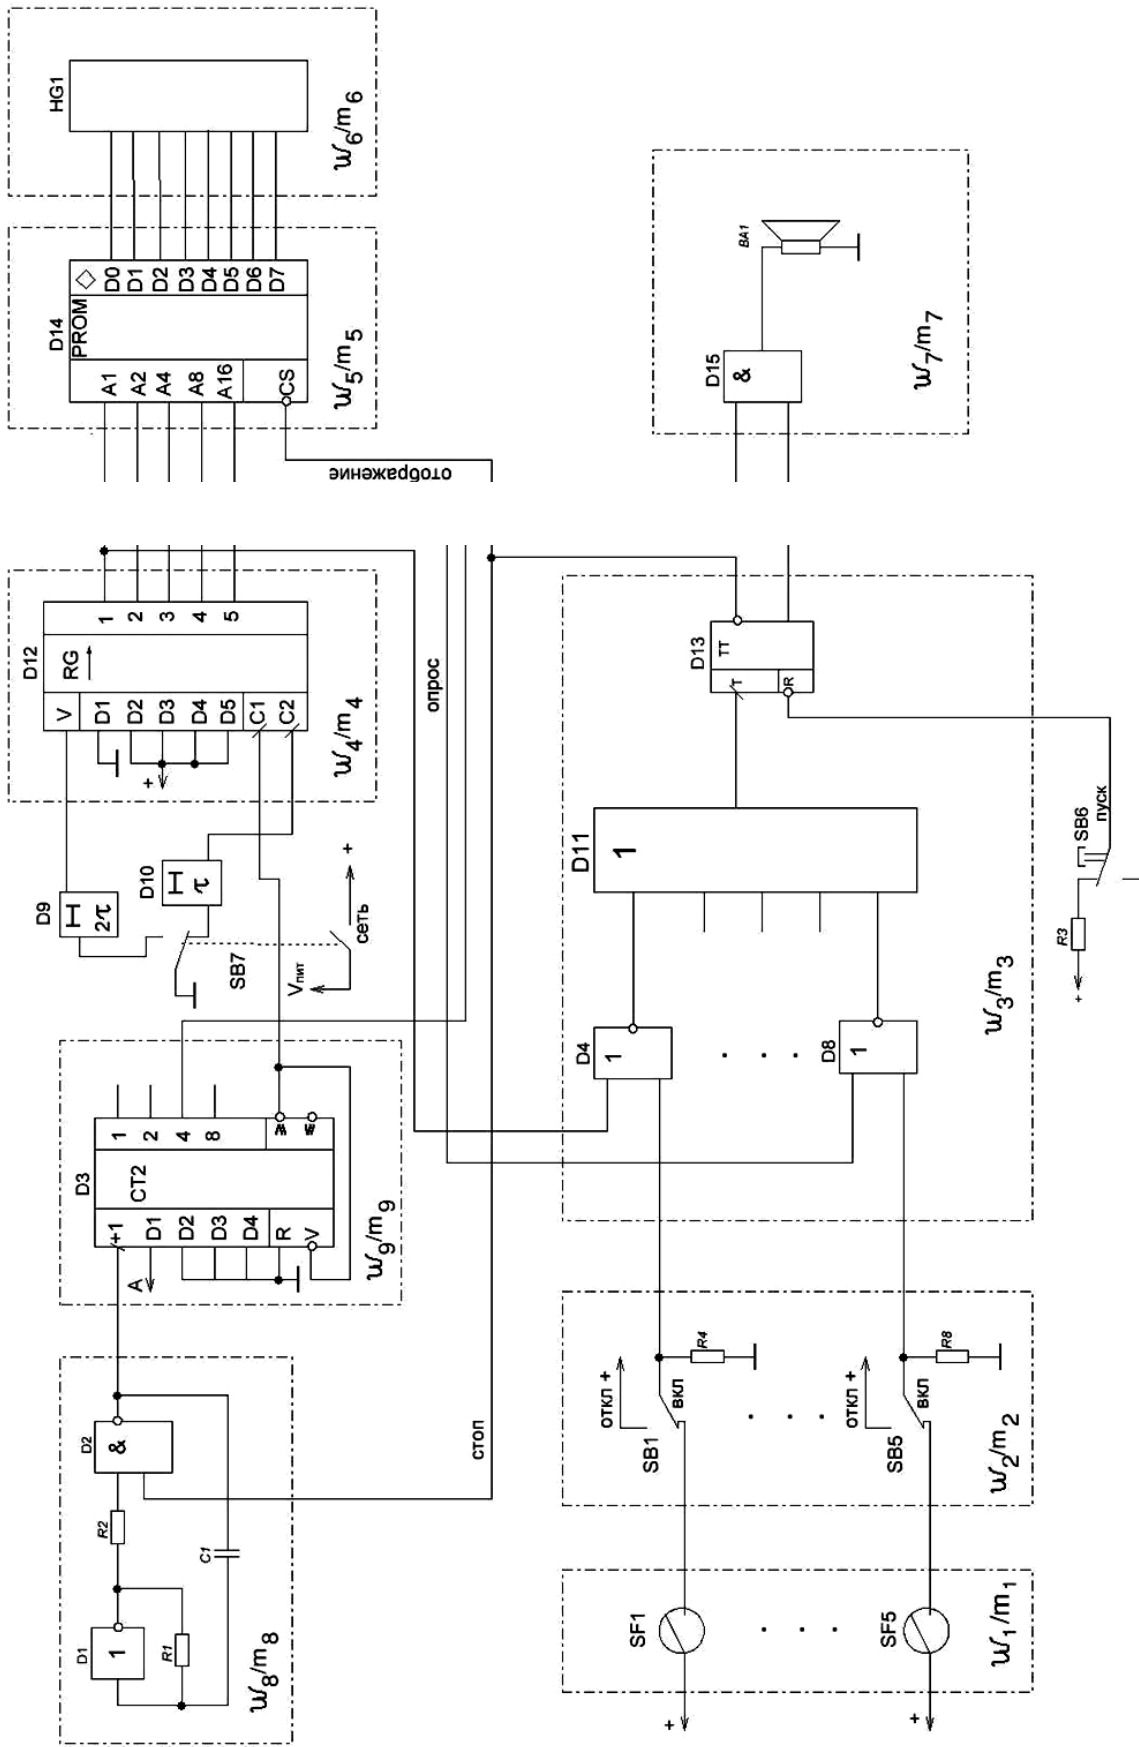 HG1
𝓌6/m6
D14
PROM
D0
D1
D2
D3
D4
D5
D6
D7
A1
A2
A4
A8
A16
CS
𝓌5/m5
отображение
BA1
D15
&
𝓌7/m7
D12
RG
1
2
3
4
5
V
D1
D2
D3
D4
D5
C1
C2
+
𝓌4/m4
опрос
D13
TT
T
R
D11
1
SB6
пуск
R3
+
D9
2τ
D10
τ
SB7
Vпит
сеть
+
D4
1
D8
1
𝓌3/m3
D3
CT2
1
2
4
8
+1
D1
D2
D3
D4
R
V
A
𝓌9/m9
стоп
D2
&
R2
C1
D1
1
R1
𝓌8/m8
откл +
вкл
R4
SB1
откл +
вкл
R8
SB5
𝓌2/m2
SF1
SF5
+
+
𝓌1/m1